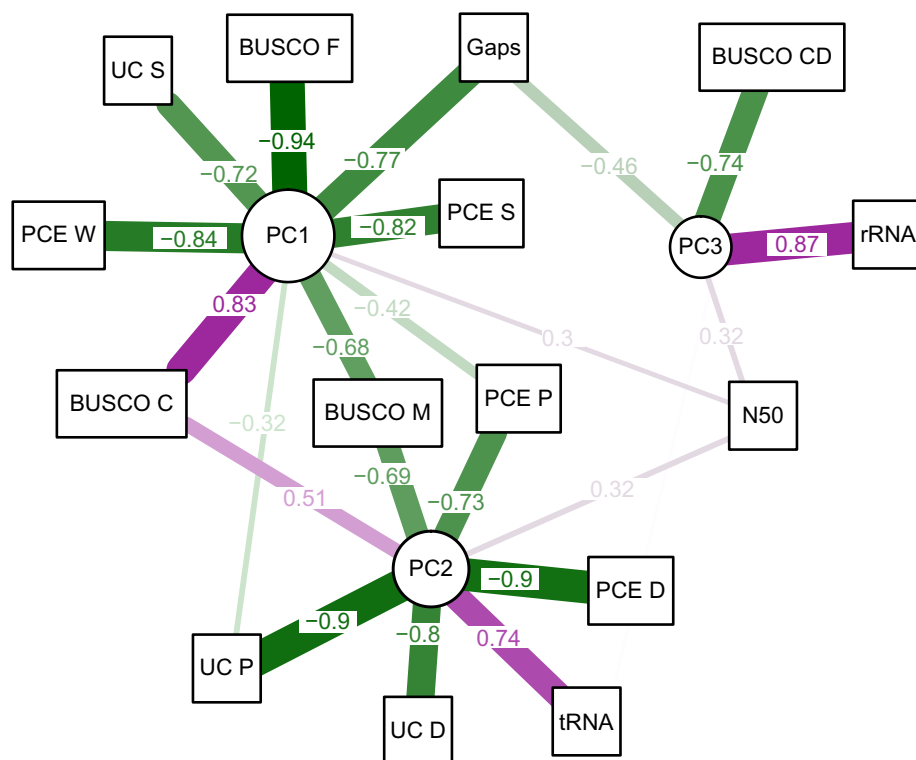 BUSCO F
Gaps
BUSCO CD
UC S
−0.94
−0.77
−0.46
−0.74
−0.72
PCE S
PCE W
−0.84
PC1
−0.82
PC3
0.87
rRNA
0.83
−0.42
−0.68
0.3
0.32
BUSCO C
BUSCO M
PCE P
N50
−0.32
−0.69
0.51
−0.73
0.32
PC2
−0.9
PCE D
−0.9
−0.8
0.74
UC P
UC D
tRNA